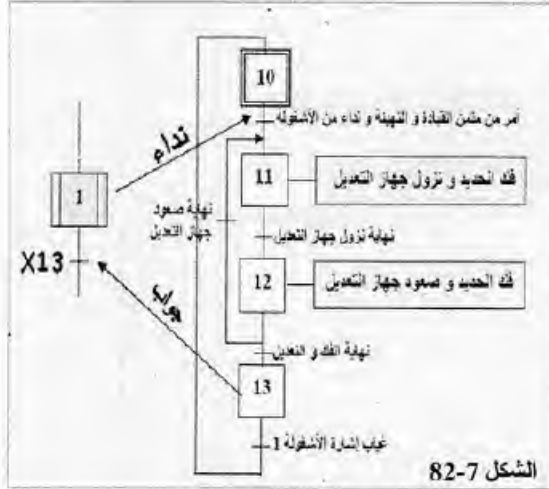 10
أمر من متمن القيادة و التهيئة و نداء من الأشغولة
نداء
11
فك الحديد و نزول جهاز التعديل
1
نهاية صعود
جهاز التعديل
نهاية نزول جهاز التعديل
X13
12
فك الحديد و صعود جهاز التعديل
جواب
نهاية الفك و التعديل
13
غياب إشارة الأشغولة 1
الشكل 7-82